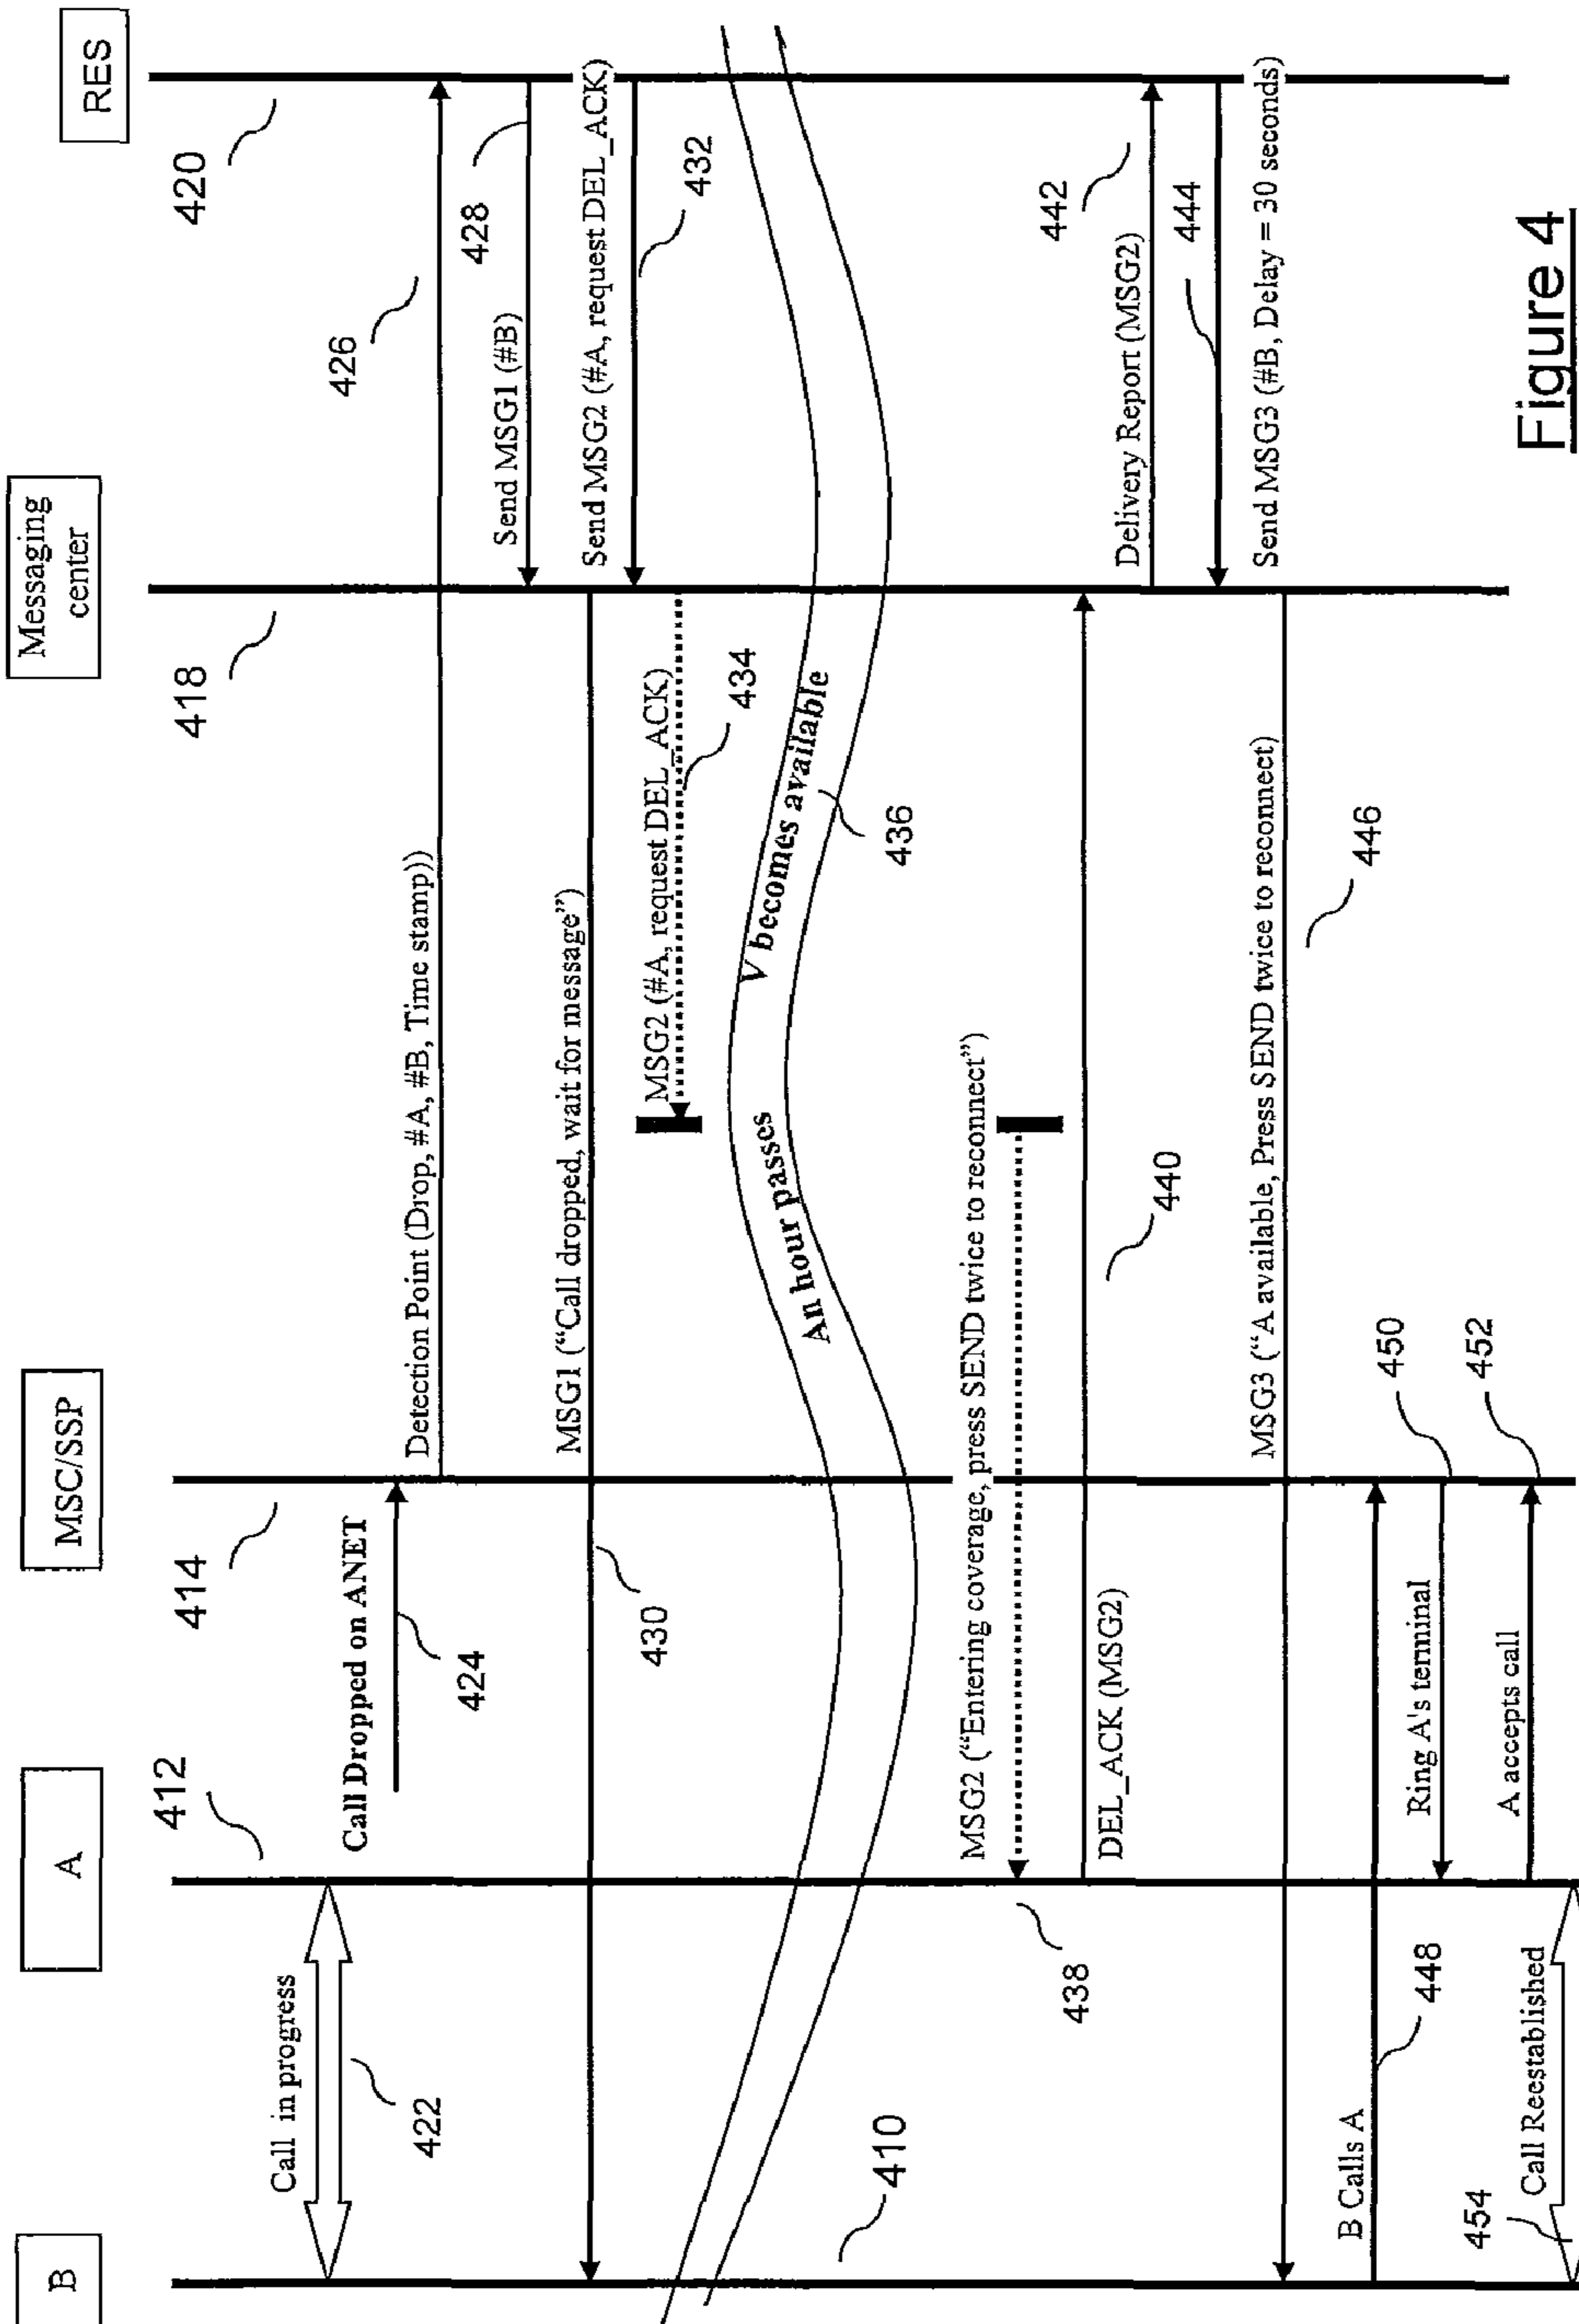 B
A
MSC/SSP
Messaging
center
RES
412
414
418
420
Call in progress
422
Call Dropped on ANET
424
Detection Point (Drop, #A, #B, Time stamp))
426
428
Send MSG1 (#B)
MSG1 (“Call dropped, wait for message”)
430
Send MSG2 (#A, request DEL_ACK)
432
MSG2 (#A, request DEL_ACK)
434
An hour passes
V becomes available
436
410
438
MSG2 (“Entering coverage, press SEND twice to reconnect”)
DEL_ACK (MSG2)
440
442
Delivery Report (MSG2)
444
Send MSG3 (#B, Delay = 30 seconds)
MSG3 (“A available, Press SEND twice to reconnect)
446
B Calls A
448
Ring A's terminal
450
A accepts call
452
454
Call Reestablished
Figure 4